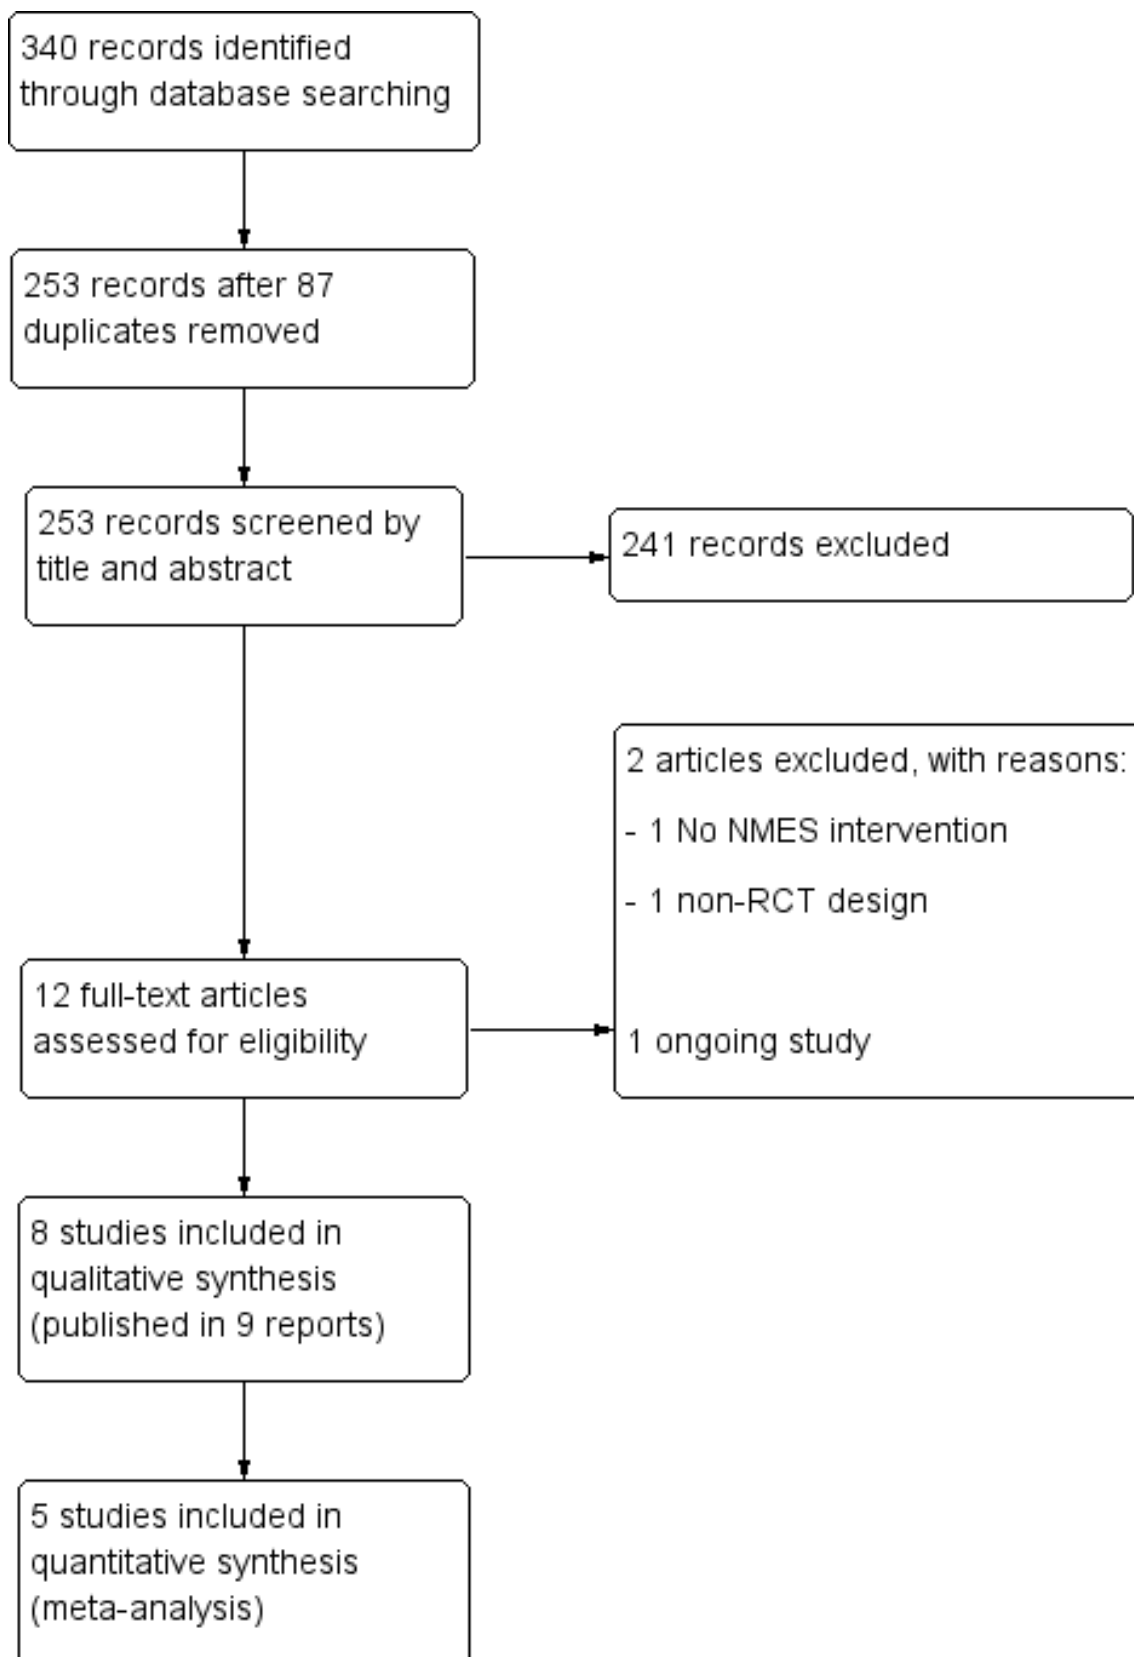 340 records identified
through database searching
253 records after 87
duplicates removed
253 records screened by
title and abstract
241 records excluded
2 articles excluded, with reasons:
- 1 No NMES intervention
- 1 non-RCT design
1 ongoing study
12 full-text articles
assessed for eligibility
8 studies included in
qualitative synthesis
(published in 9 reports)
5 studies included in
quantitative synthesis
(meta-analysis)